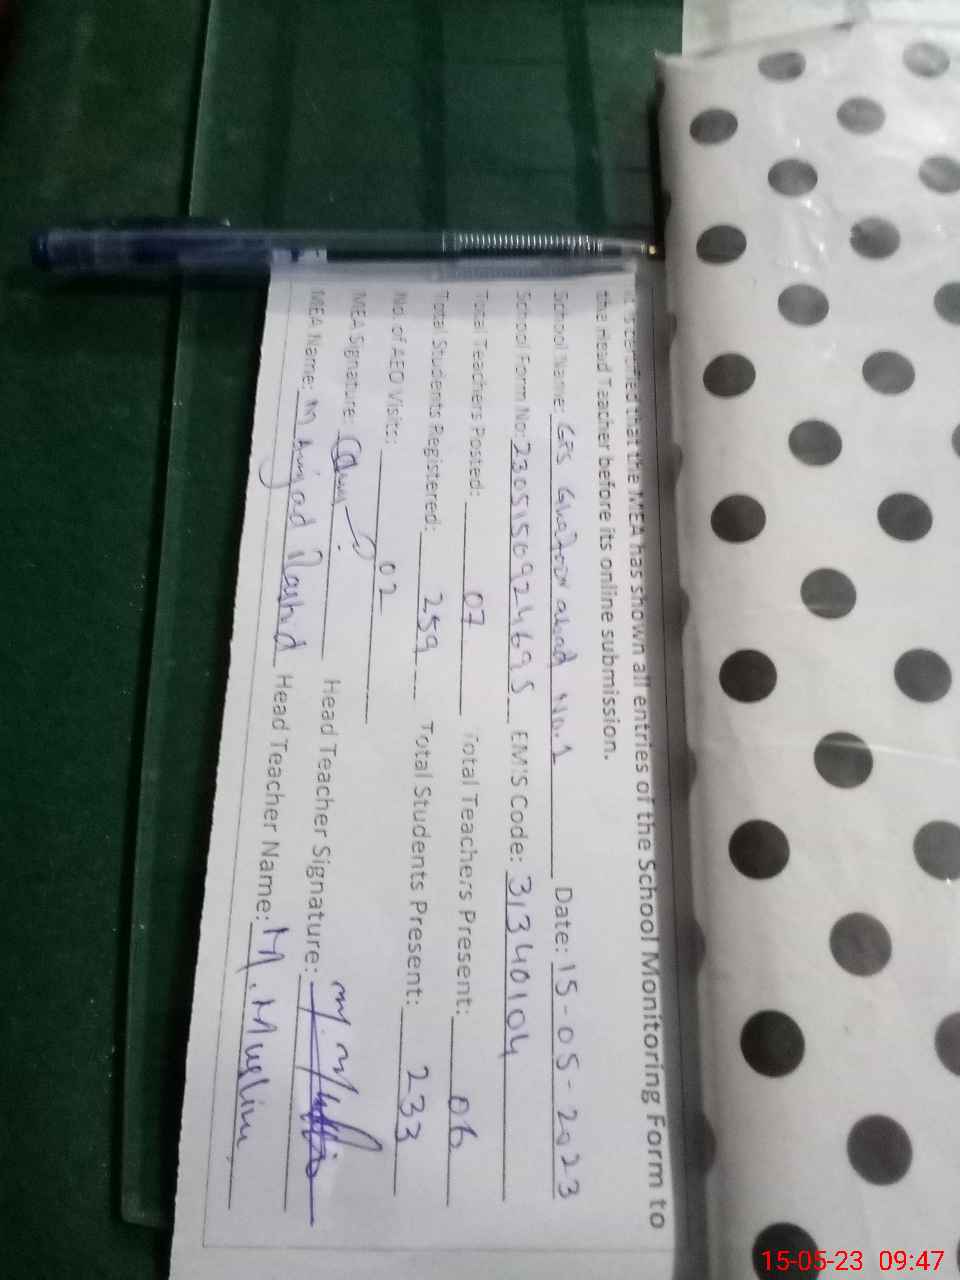 It is certified that the MEA has shown all entries of the School Monitoring Form to
the Head Teacher before its online submission.
School Name: GES abad No.1 Date: 15-05-2023
School Form No: 230515092469S EMIS Code: 31340104
Total Teachers Posted: 07 Total Teachers Present: 06
Total Students Registered: 259 Total Students Present: 233
No. of AEO Visits: 02
MEA Signature: Head Teacher Signature:
MEA Name: M Amjad Rashid Head Teacher Name: M. Muslim
15-05-23 09:47